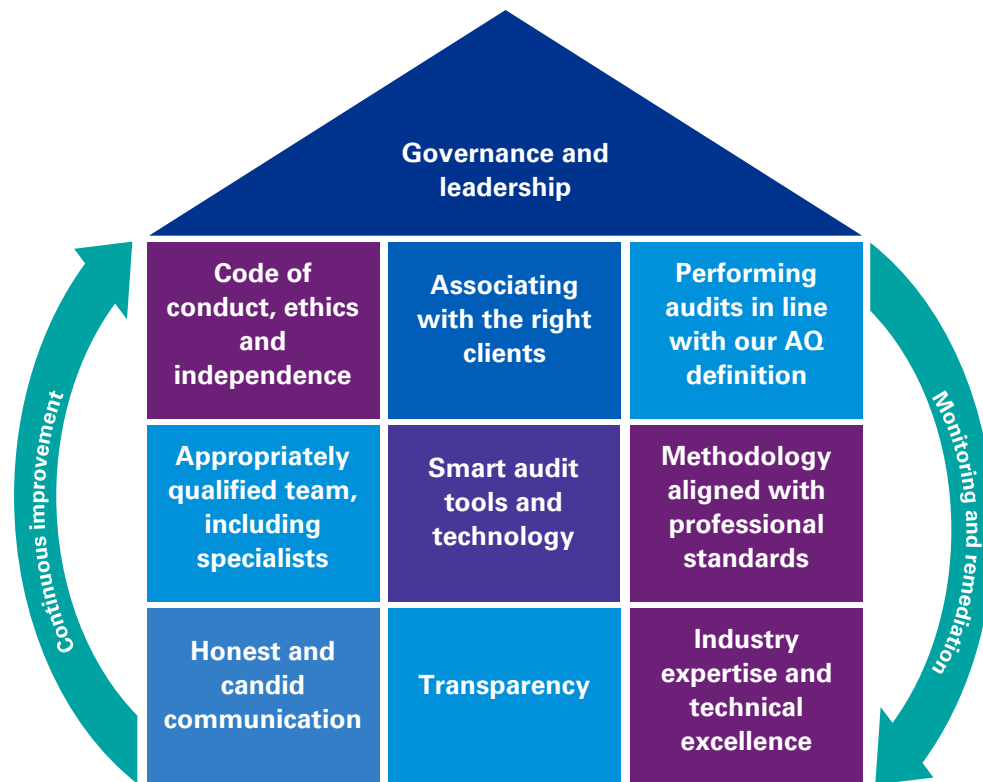 Governance and
leadership
Code of
conduct, ethics
and
independence
Associating
with the right
clients
Performing
audits in line
with our AQ
definition
Appropriately
qualified team,
including
specialists
Smart audit
tools and
technology
Methodology
aligned with
professional
standards
Honest and
candid
communication
Transparency
Industry
expertise and
technical
excellence
Continuous improvement
Monitoring and remediation